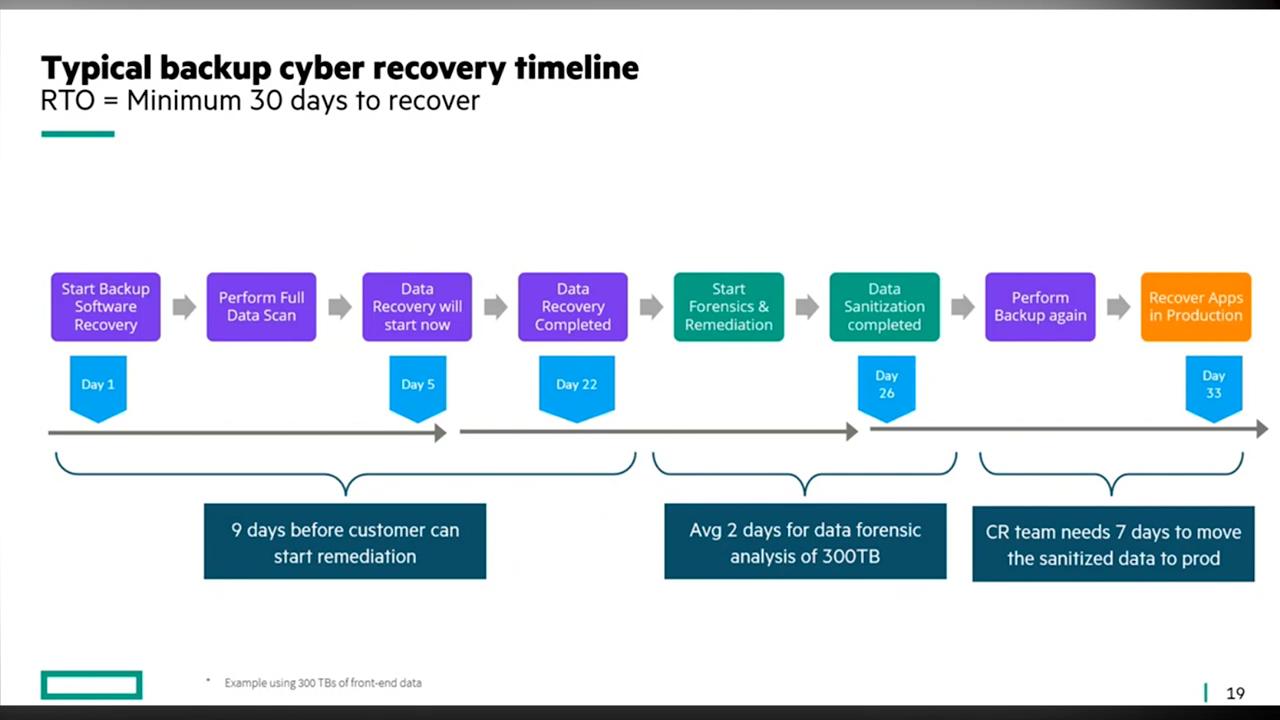 Typical backup cyber recovery timeline
RTO = Minimum 30 days to recover
Start Backup
Software
Recovery
Perform Full
Data Scan
Data
Recovery will
start now
Data
Recovery
Completed
Start
Forensics &
Remediation
Data
Sanitization
completed
Perform
Backup again
Recover Apps
in Production
Day 1
Day 5
Day 22
Day
26
Day
33
9 days before customer can
start remediation
Avg 2 days for data forensic
analysis of 300TB
CR team needs 7 days to move
the sanitized data to prod
* Example using 300 TBs of front-end data
19